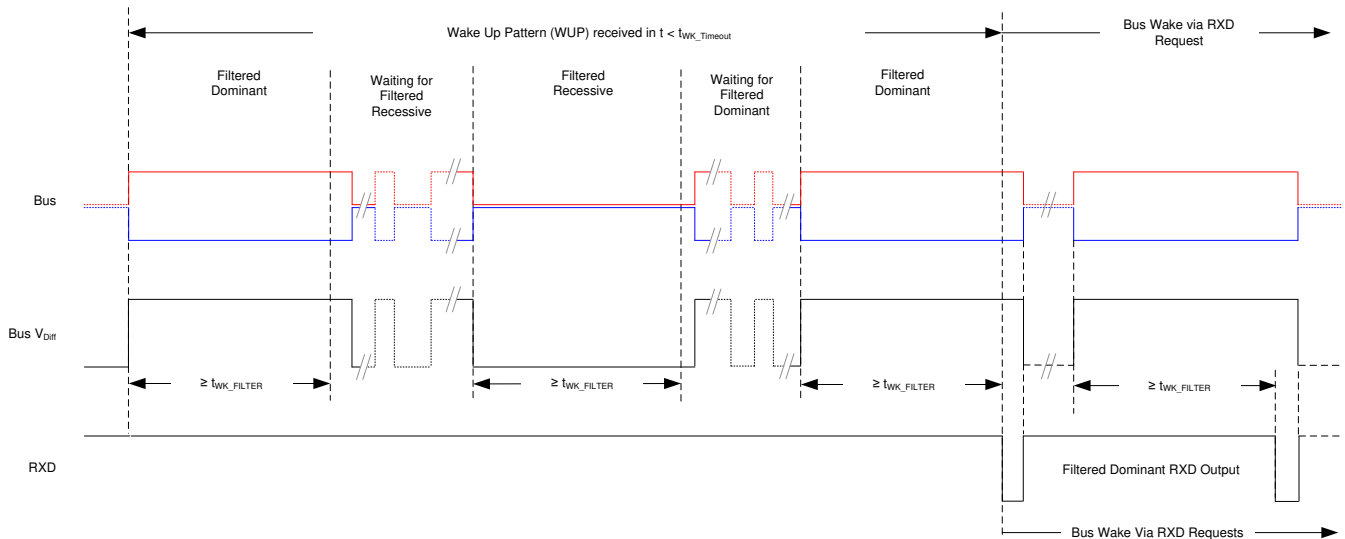 Wake Up Pattern (WUP) received in t < tWK_Timeout
Bus Wake via RXD
Request
Filtered
Dominant
Waiting for
Filtered
Recessive
Filtered
Recessive
Waiting for
Filtered
Dominant
Filtered
Dominant
Bus
Bus VDiff
≥ tWK_FILTER
≥ tWK_FILTER
≥ tWK_FILTER
≥ tWK_FILTER
RXD
Filtered Dominant RXD Output
Bus Wake Via RXD Requests